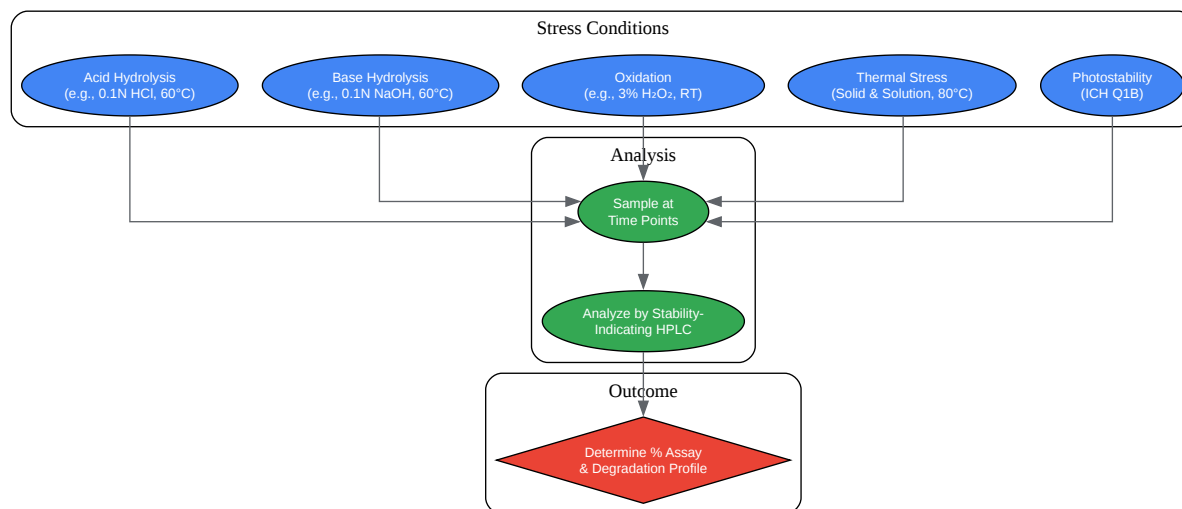 Stress Conditions
Acid Hydrolysis
(e.g., 0.1N HCl, 60°C)
Base Hydrolysis
(e.g., 0.1N NaOH, 60°C)
Oxidation
(e.g., 3% H₂O₂, RT)
Thermal Stress
(Solid & Solution, 80°C)
Photostability
(ICH Q1B)
Analysis
Sample at
Time Points
Analyze by Stability-
Indicating HPLC
Outcome
Determine % Assay
& Degradation Profile